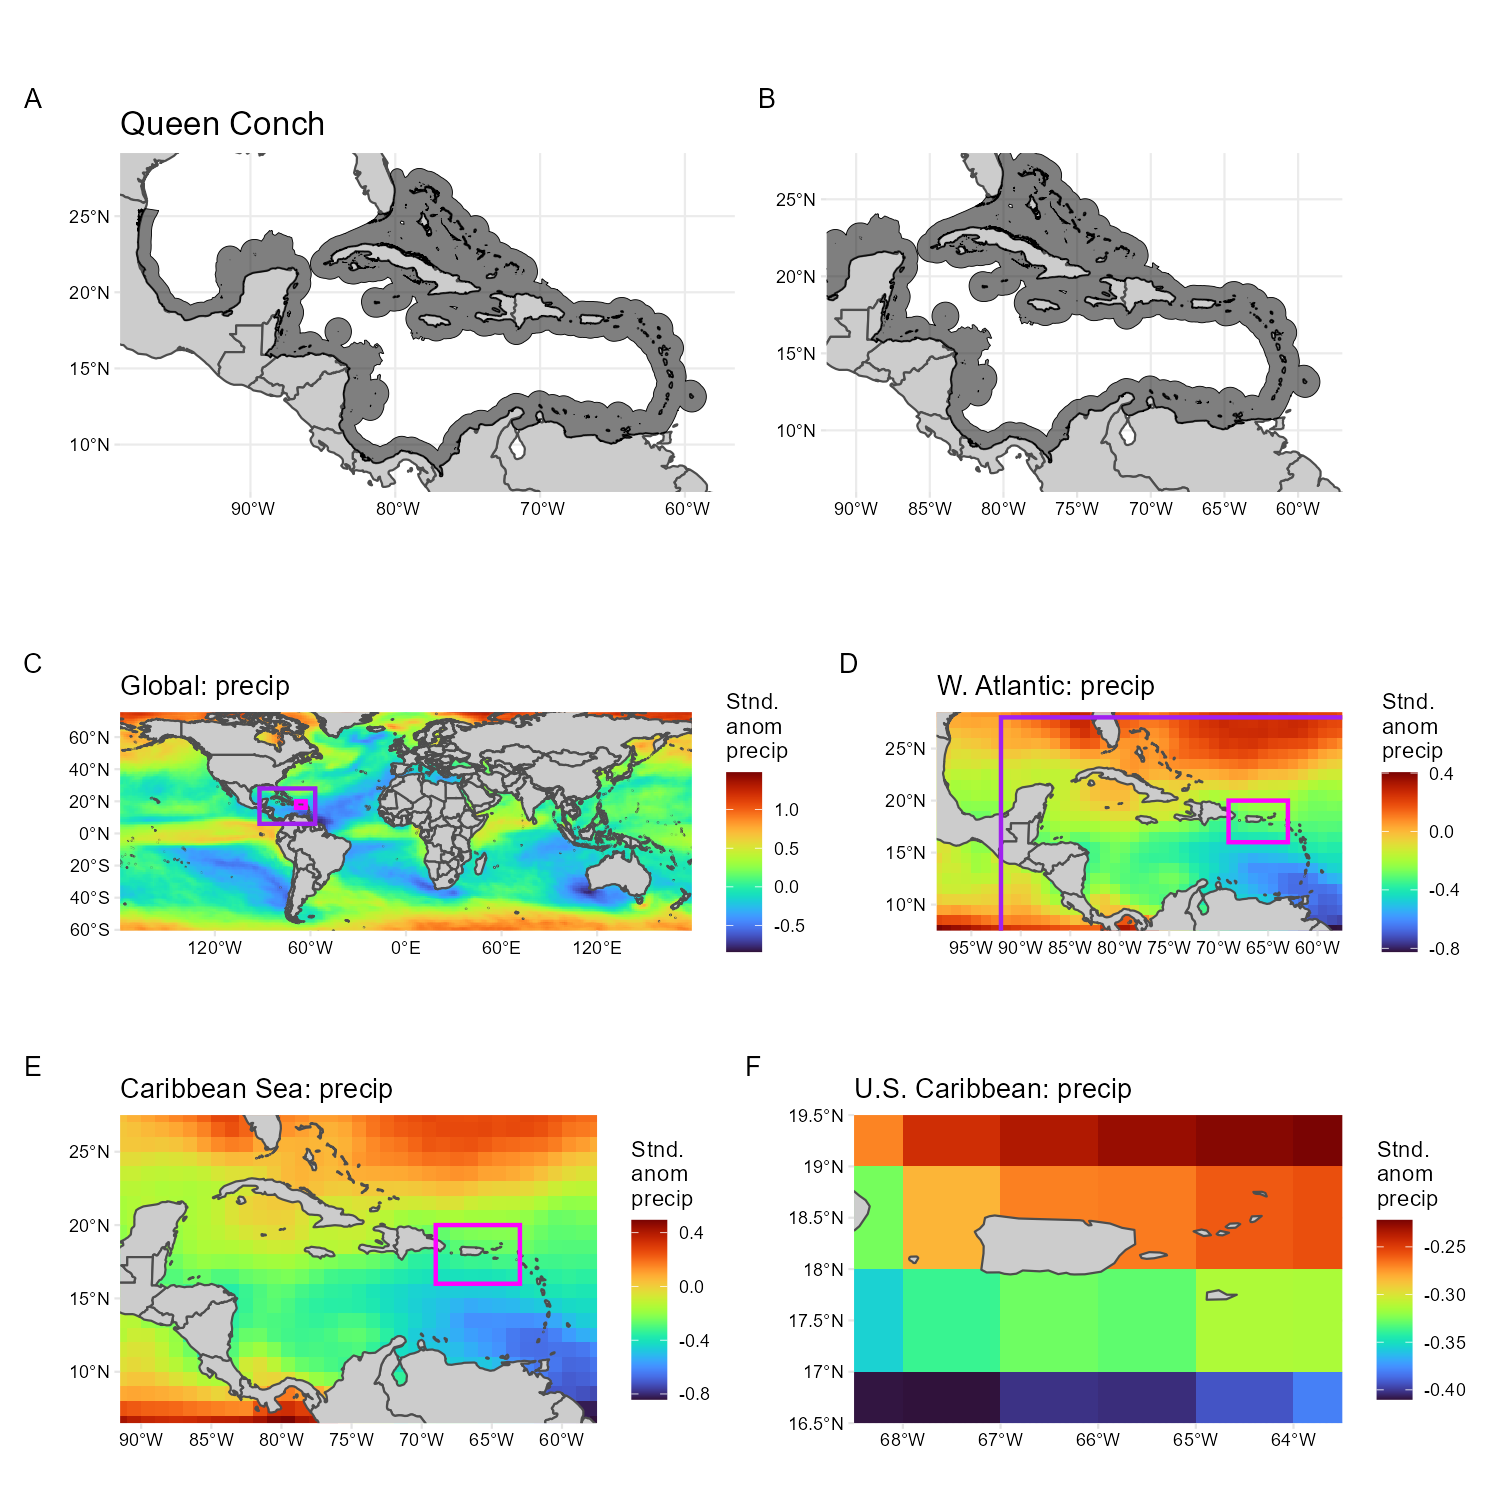 A
B
Queen Conch
25°N
20°N
15°N
10°N
90°W
80°W
70°W
60°W
25°N
20°N
15°N
10°N
90°W
85°W
80°W
75°W
70°W
65°W
60°W
C
D
Global: precip
60°N
40°N
20°N
0°N
20°S
40°S
60°S
120°W
60°W
0°E
60°E
120°E
Stnd.
anom
precip
1.0
0.5
0.0
-0.5
W. Atlantic: precip
25°N
20°N
15°N
10°N
95°W
90°W
85°W
80°W
75°W
70°W
65°W
60°W
Stnd.
anom
precip
0.4
0.0
-0.4
-0.8
E
F
Caribbean Sea: precip
25°N
20°N
15°N
10°N
90°W
85°W
80°W
75°W
70°W
65°W
60°W
Stnd.
anom
precip
0.4
0.0
-0.4
-0.8
U.S. Caribbean: precip
19.5°N
19°N
18.5°N
18°N
17.5°N
17°N
16.5°N
68°W
67°W
66°W
65°W
64°W
Stnd.
anom
precip
-0.25
-0.30
-0.35
-0.40